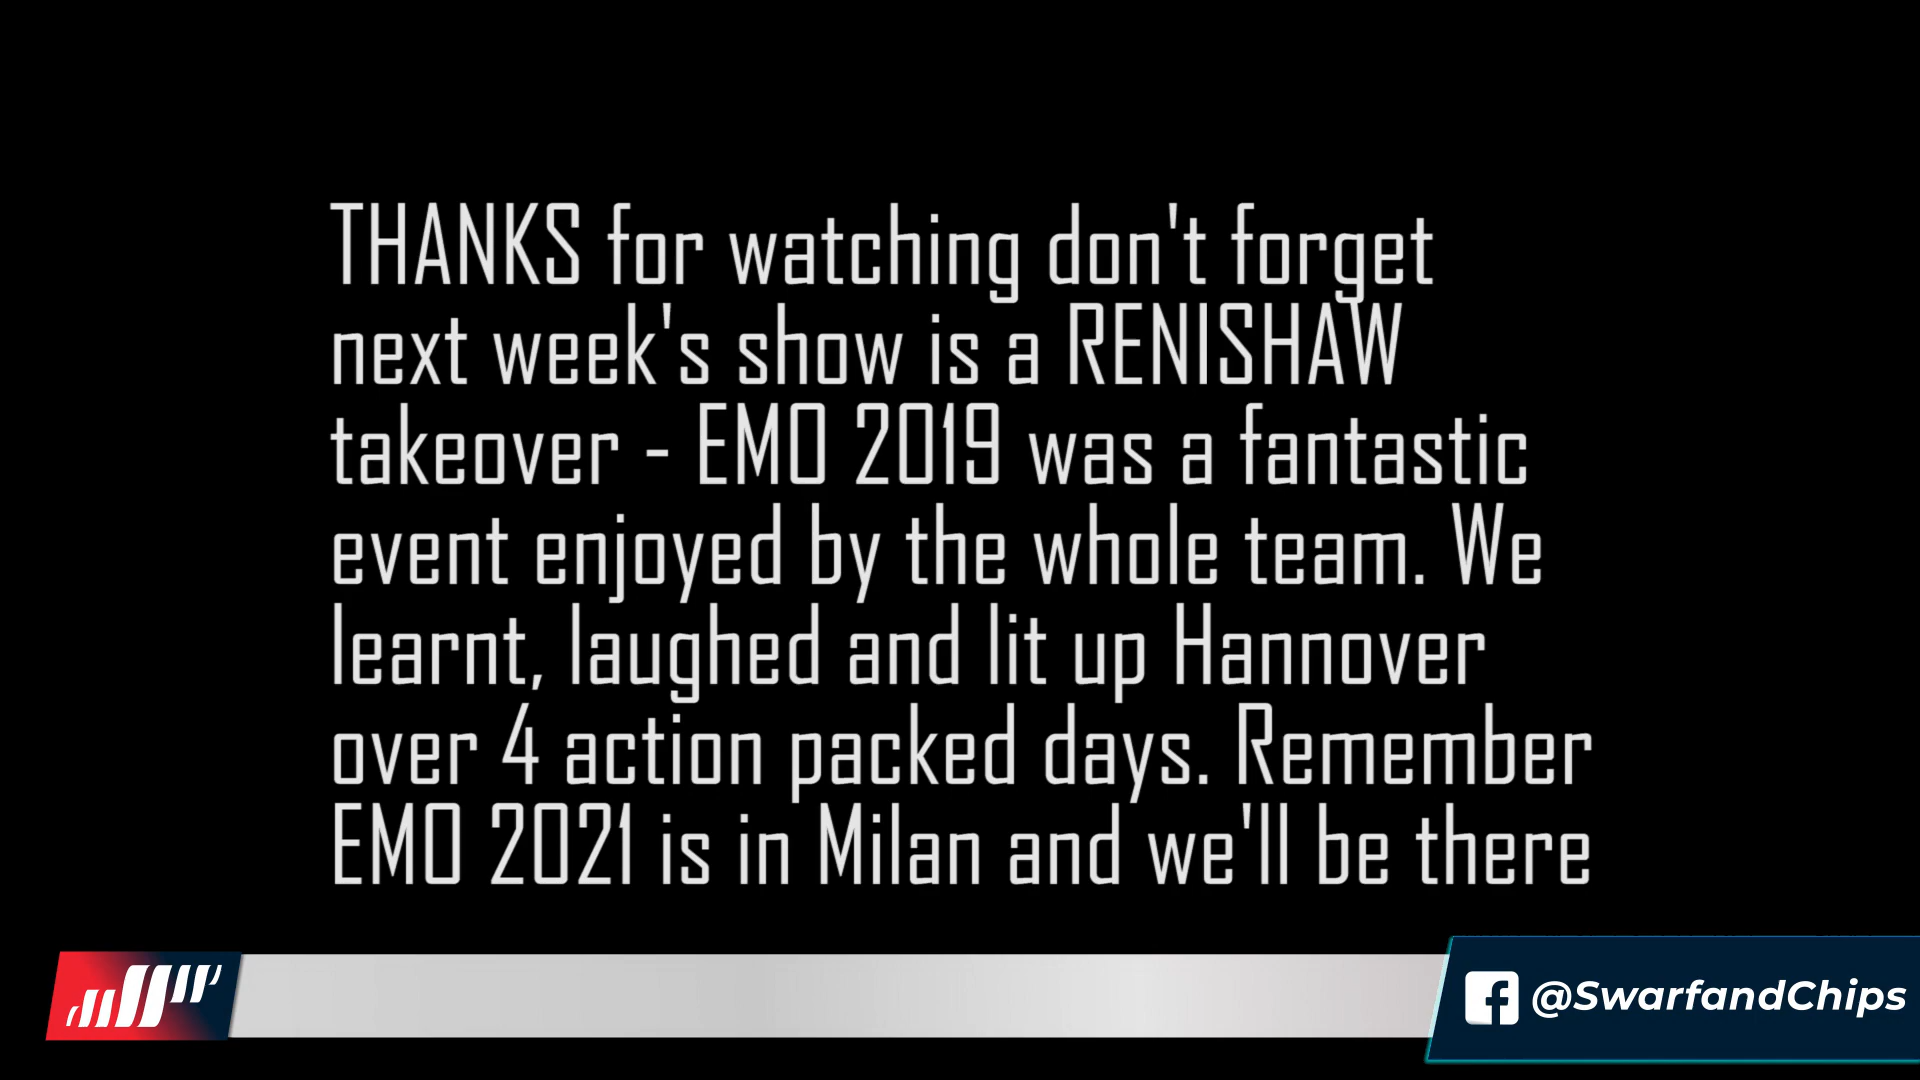 THANKS for watching don't forget
next week's show is a RENISHAW
takeover - EMO 2019 was a fantastic
event enjoyed by the whole team. We
learnt, laughed and lit up Hannover
over 4 action packed days. Remember
EMO 2021 is in Milan and we'll be there
@SwarfandChips